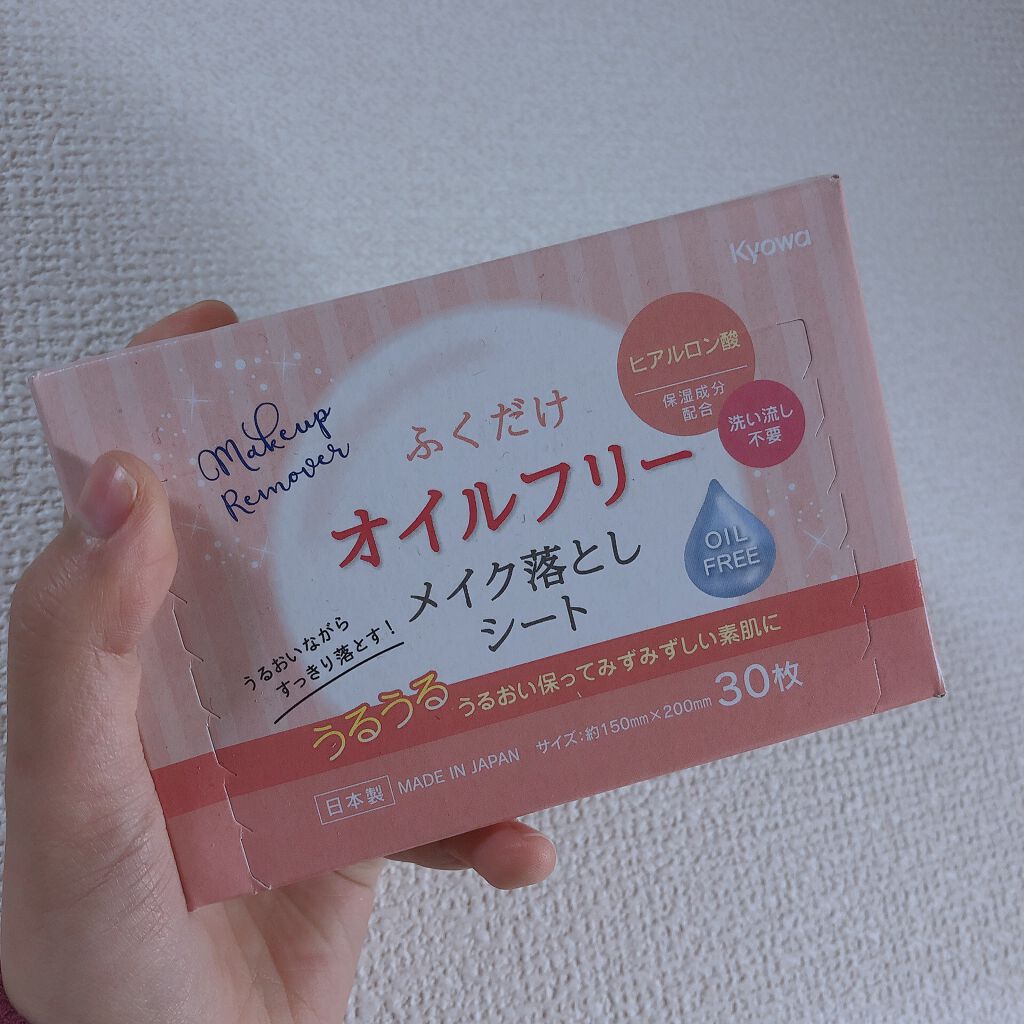 Kyowa
ヒアルロン酸
保湿成分
配合
洗い流し
不要
Makeup
Remover
ふくだけ
オイルフリー
メイク落とし
シート
OIL
FREE
うるおいながら
すっきり落とす!
うるうる うるおい保ってみずみずしい素肌に
日本製 MADE IN JAPAN サイズ:約150mm×200mm 30枚